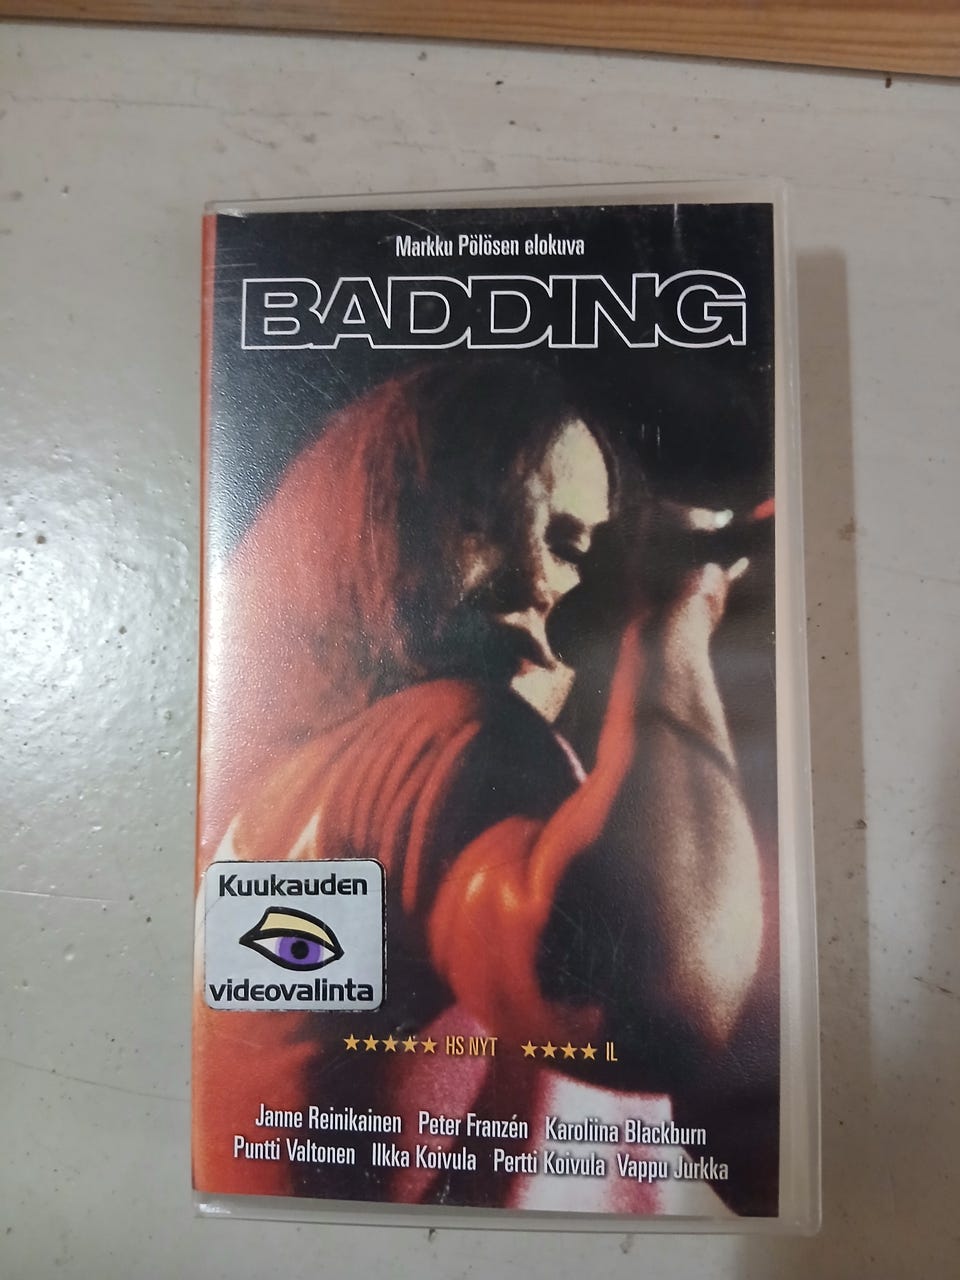 Markku Pölösen elokuva
BADDING
Kuukauden
videovalinta
★★★★★ HS NYT ★★★★ IL
Janne Reinikainen Peter Franzén Karoliina Blackburn
Puntti Valtonen Ilkka Koivula Pertti Koivula Vappu Jurkka